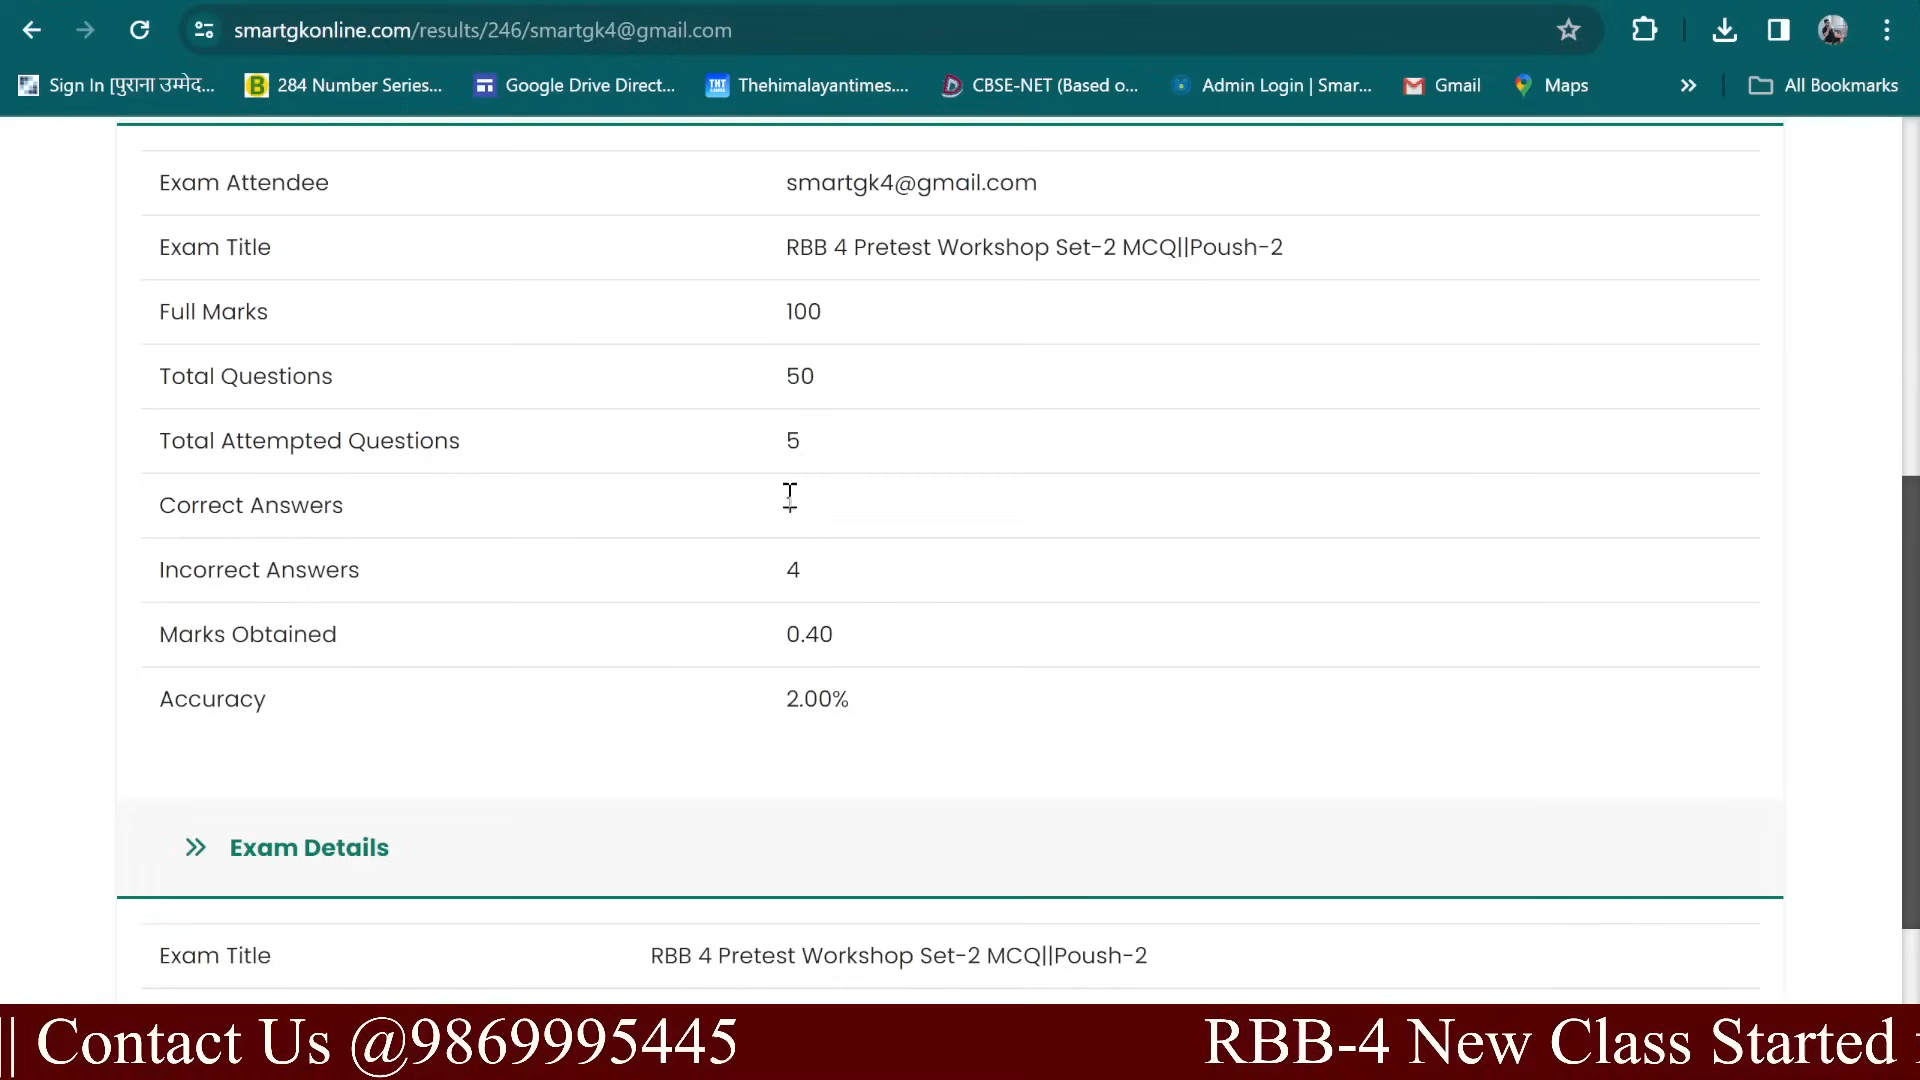 smartgkonline.com/results/246/smartgk4@gmail.com
Sign In [पुराना उम्मेद... 284 Number Series... Google Drive Direct... Thehimalayantimes.... CBSE-NET (Based o... Admin Login | Smar... Gmail Maps » All Bookmarks
Exam Attendee smartgk4@gmail.com
Exam Title RBB 4 Pretest Workshop Set-2 MCQ||Poush-2
Full Marks 100
Total Questions 50
Total Attempted Questions 5
Correct Answers
Incorrect Answers 4
Marks Obtained 0.40
Accuracy 2.00%
Exam Details
Exam Title RBB 4 Pretest Workshop Set-2 MCQ||Poush-2
|| Contact Us @9869995445 RBB-4 New Class Started